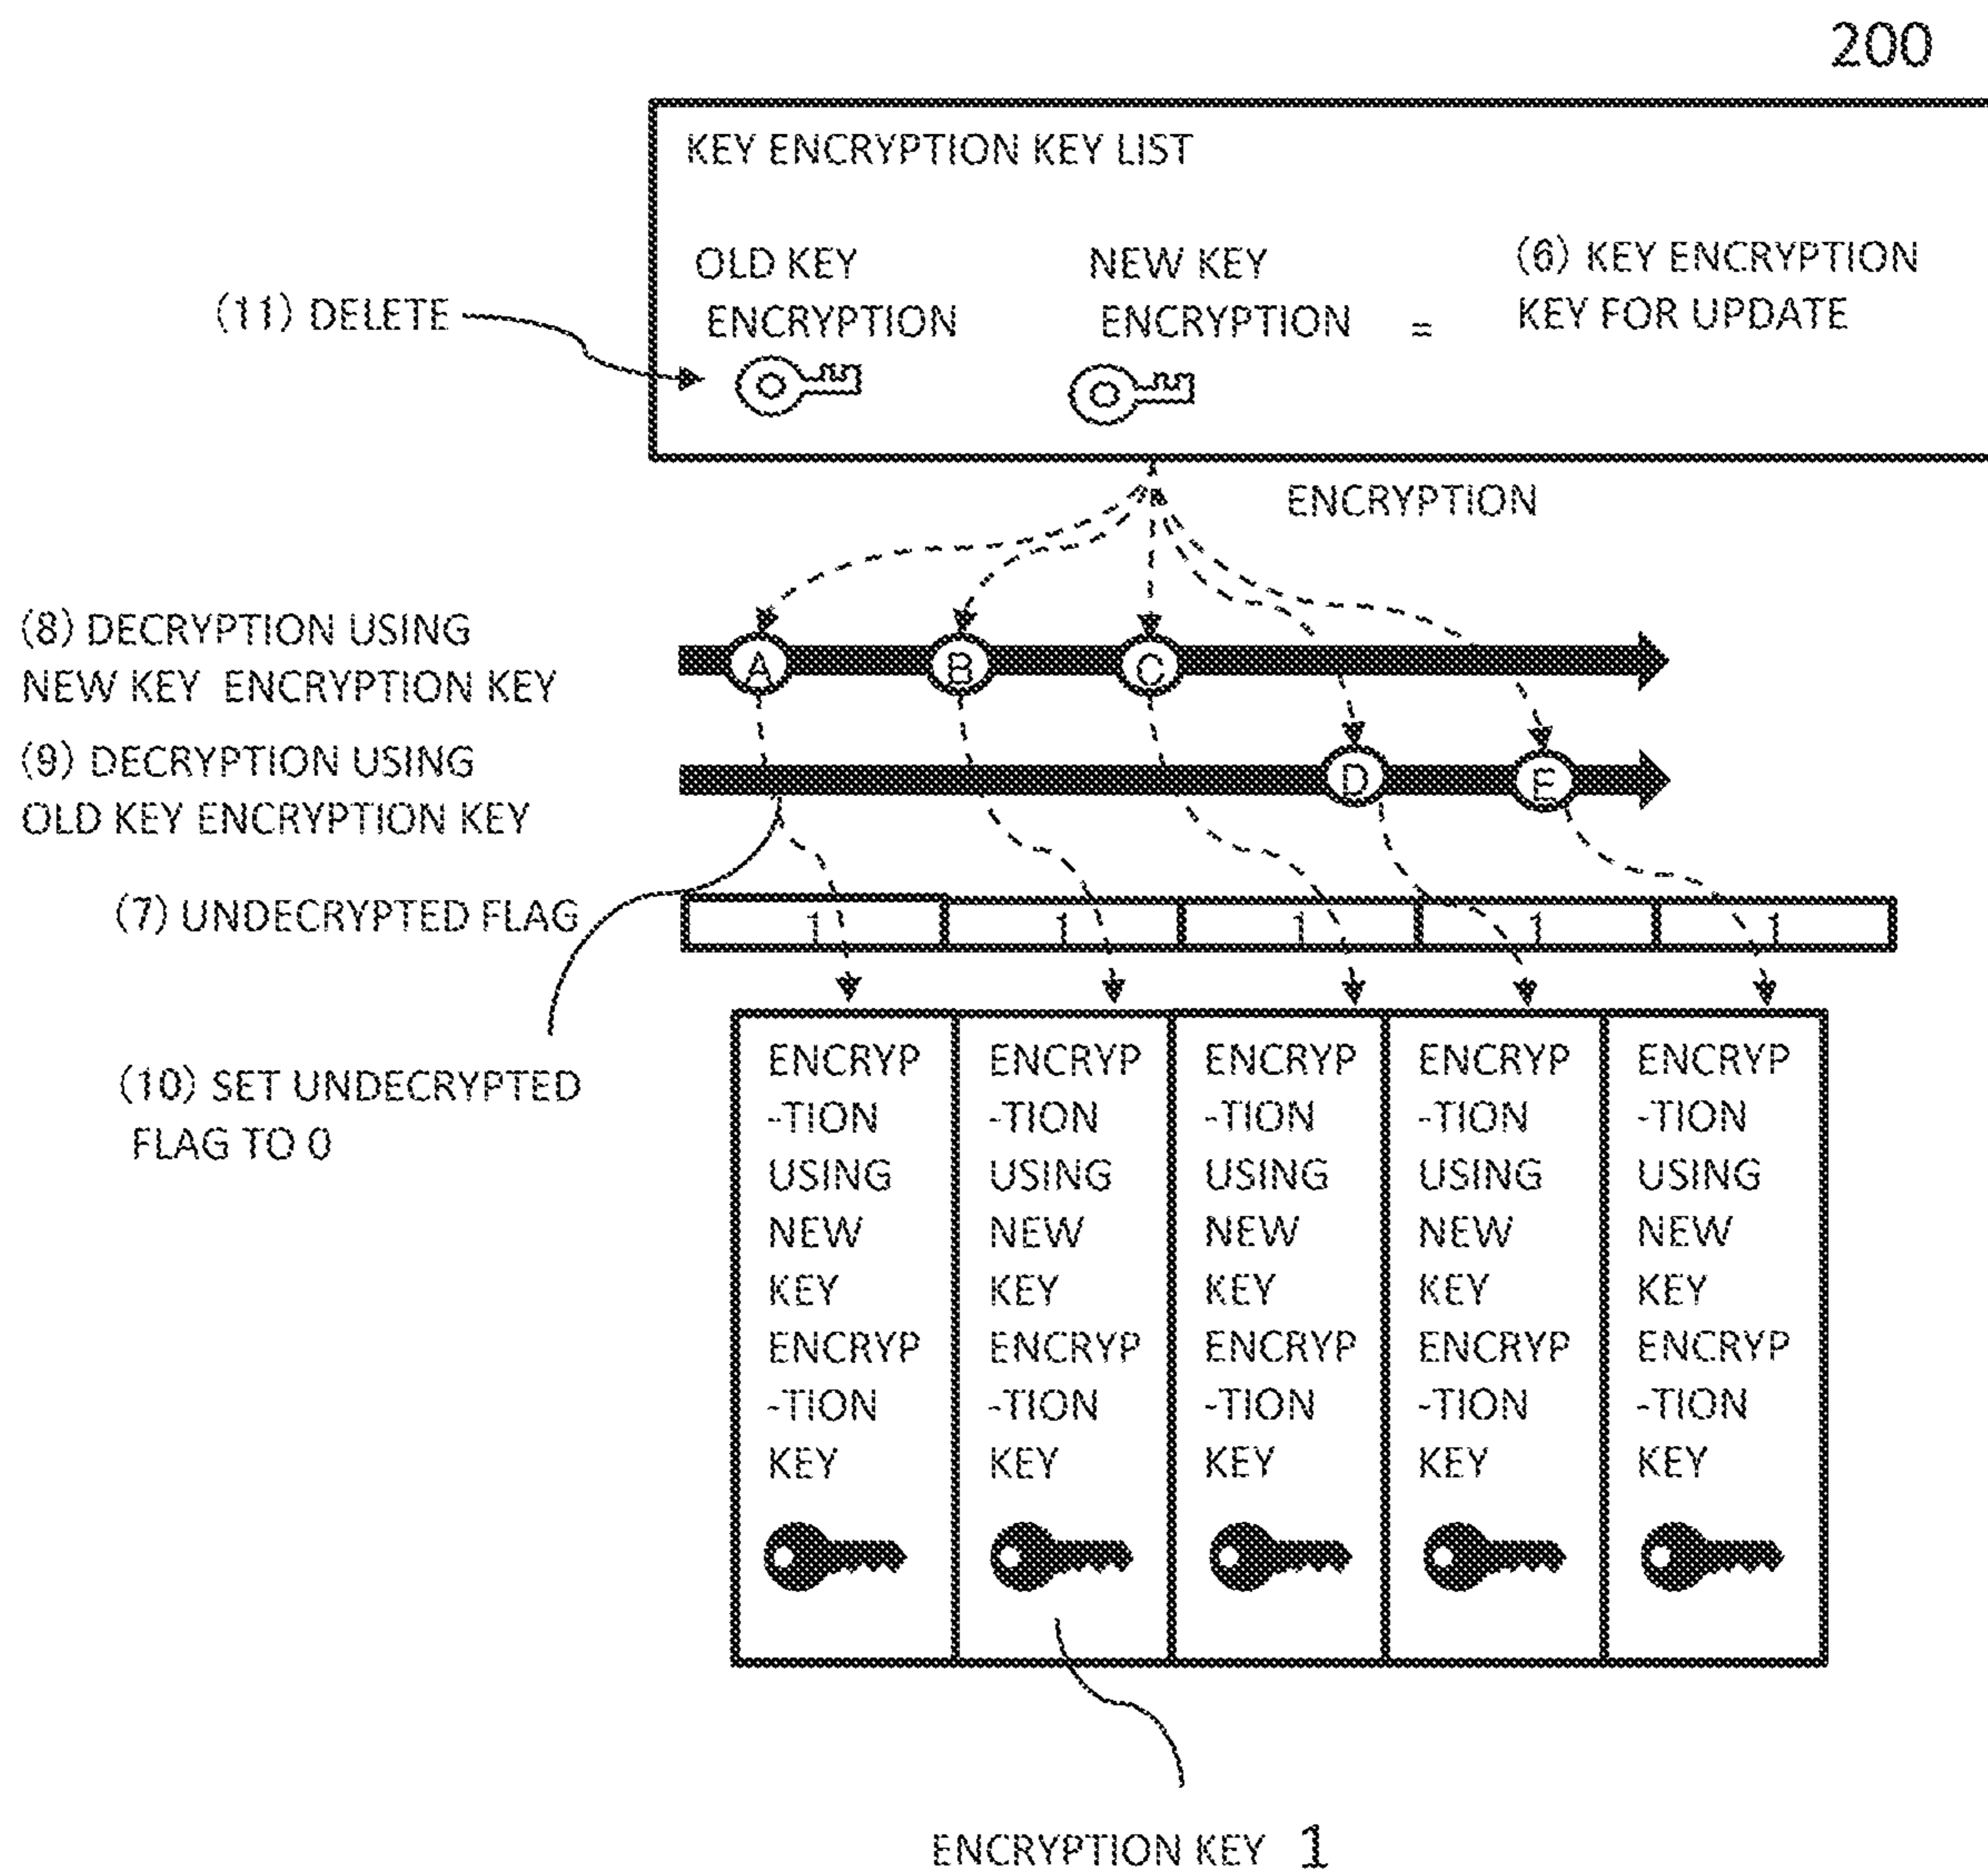 200
KEY ENCRYPTION KEY LIST
OLD KEY
ENCRYPTION
NEW KEY
ENCRYPTION
=
(6) KEY ENCRYPTION
KEY FOR UPDATE
(11) DELETE
ENCRYPTION
(8) DECRYPTION USING
NEW KEY ENCRYPTION KEY
A B C
(9) DECRYPTION USING
OLD KEY ENCRYPTION KEY
D E
(7) UNDECRYPTED FLAG
1 1 1 1 1
(10) SET UNDECRYPTED
FLAG TO 0
ENCRYP
-TION
USING
NEW
KEY
ENCRYP
-TION
KEY
ENCRYP
-TION
USING
NEW
KEY
ENCRYP
-TION
KEY
ENCRYP
-TION
USING
NEW
KEY
ENCRYP
-TION
KEY
ENCRYP
-TION
USING
NEW
KEY
ENCRYP
-TION
KEY
ENCRYP
-TION
USING
NEW
KEY
ENCRYP
-TION
KEY
ENCRYPTION KEY 1